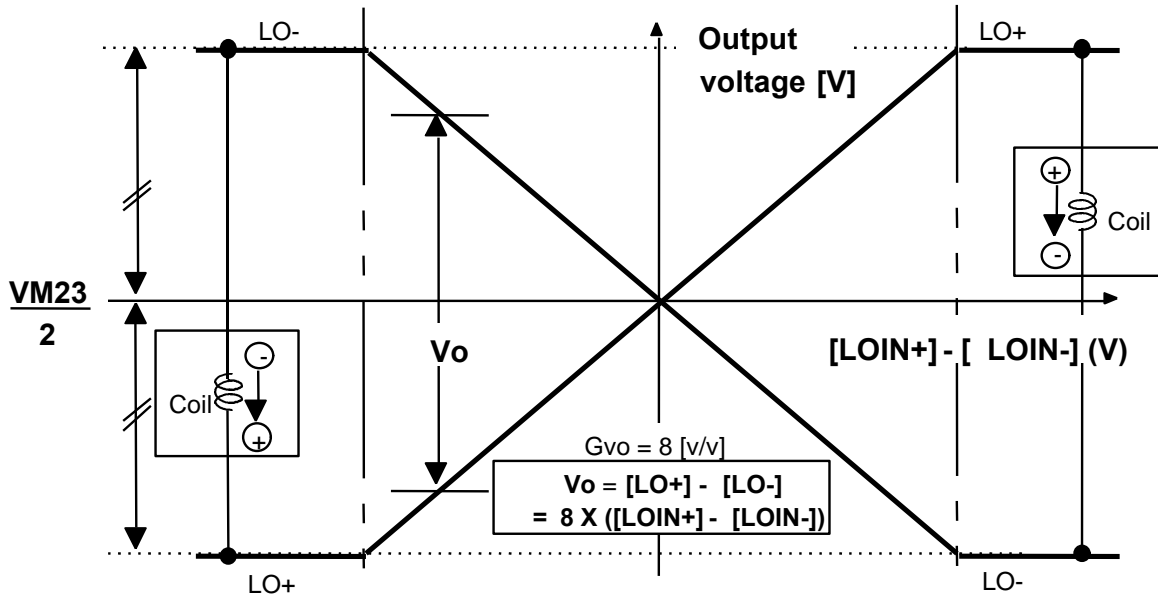 LO-
Output
voltage [V]
LO+
+
Coil
-
VM23
2
-
Coil
+
Vo
[LOIN+] - [ LOIN-] (V)
Gvo = 8 [v/v]
Vo = [LO+] - [LO-]
= 8 X ([LOIN+] - [LOIN-])
LO+
LO-